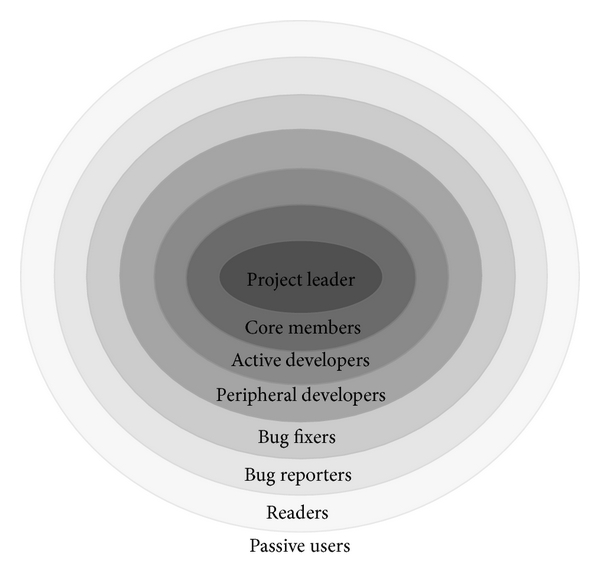 Project leader
Core members
Active developers
Peripheral developers
Bug fixers
Bug reporters
Readers
Passive users